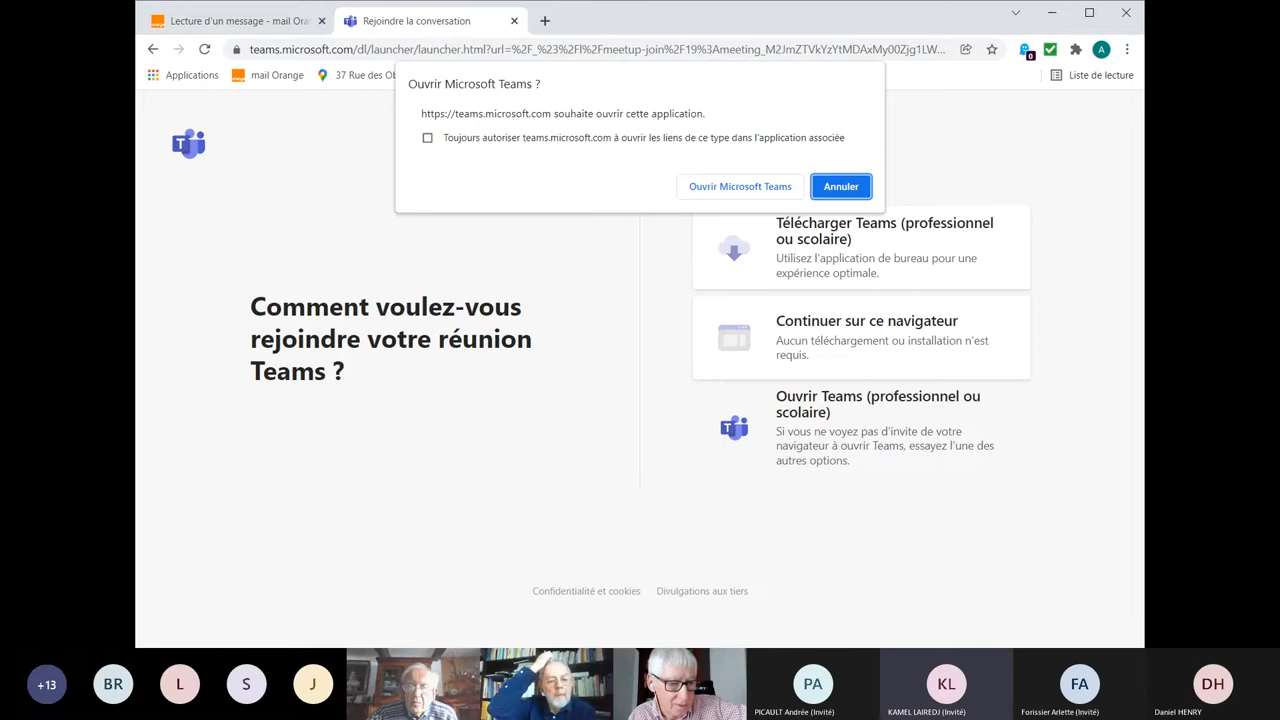 Lecture d'un message - mail Oran
Rejoindre la conversation
teams.microsoft.com/dl/launcher/launcher.html?url=%2F_%23%2Fl%2Fmeetup-join%2F19%3Ameeting_M2JmZTVkYzYtMDAxMy00Zjg1LW...
0
A
Applications
mail Orange
37 Rue des Ob
Liste de lecture
Ouvrir Microsoft Teams ?
https://teams.microsoft.com souhaite ouvrir cette application.
Toujours autoriser teams.microsoft.com à ouvrir les liens de ce type dans l'application associée
Ouvrir Microsoft Teams
Annuler
T
Comment voulez-vous
rejoindre votre réunion
Teams ?
Télécharger Teams (professionnel
ou scolaire)
Utilisez l'application de bureau pour une
expérience optimale.
Continuer sur ce navigateur
Aucun téléchargement ou installation n'est
requis.
T
Ouvrir Teams (professionnel ou
scolaire)
Si vous ne voyez pas d'invite de votre
navigateur à ouvrir Teams, essayez l'une des
autres options.
Confidentialité et cookies
Divulgations aux tiers
+13
BR
L
S
J
PA
PICAULT Andrée (Invité)
KL
KAMEL LAIREDJ (Invité)
FA
Forissier Arlette (Invité)
DH
Daniel HENRY